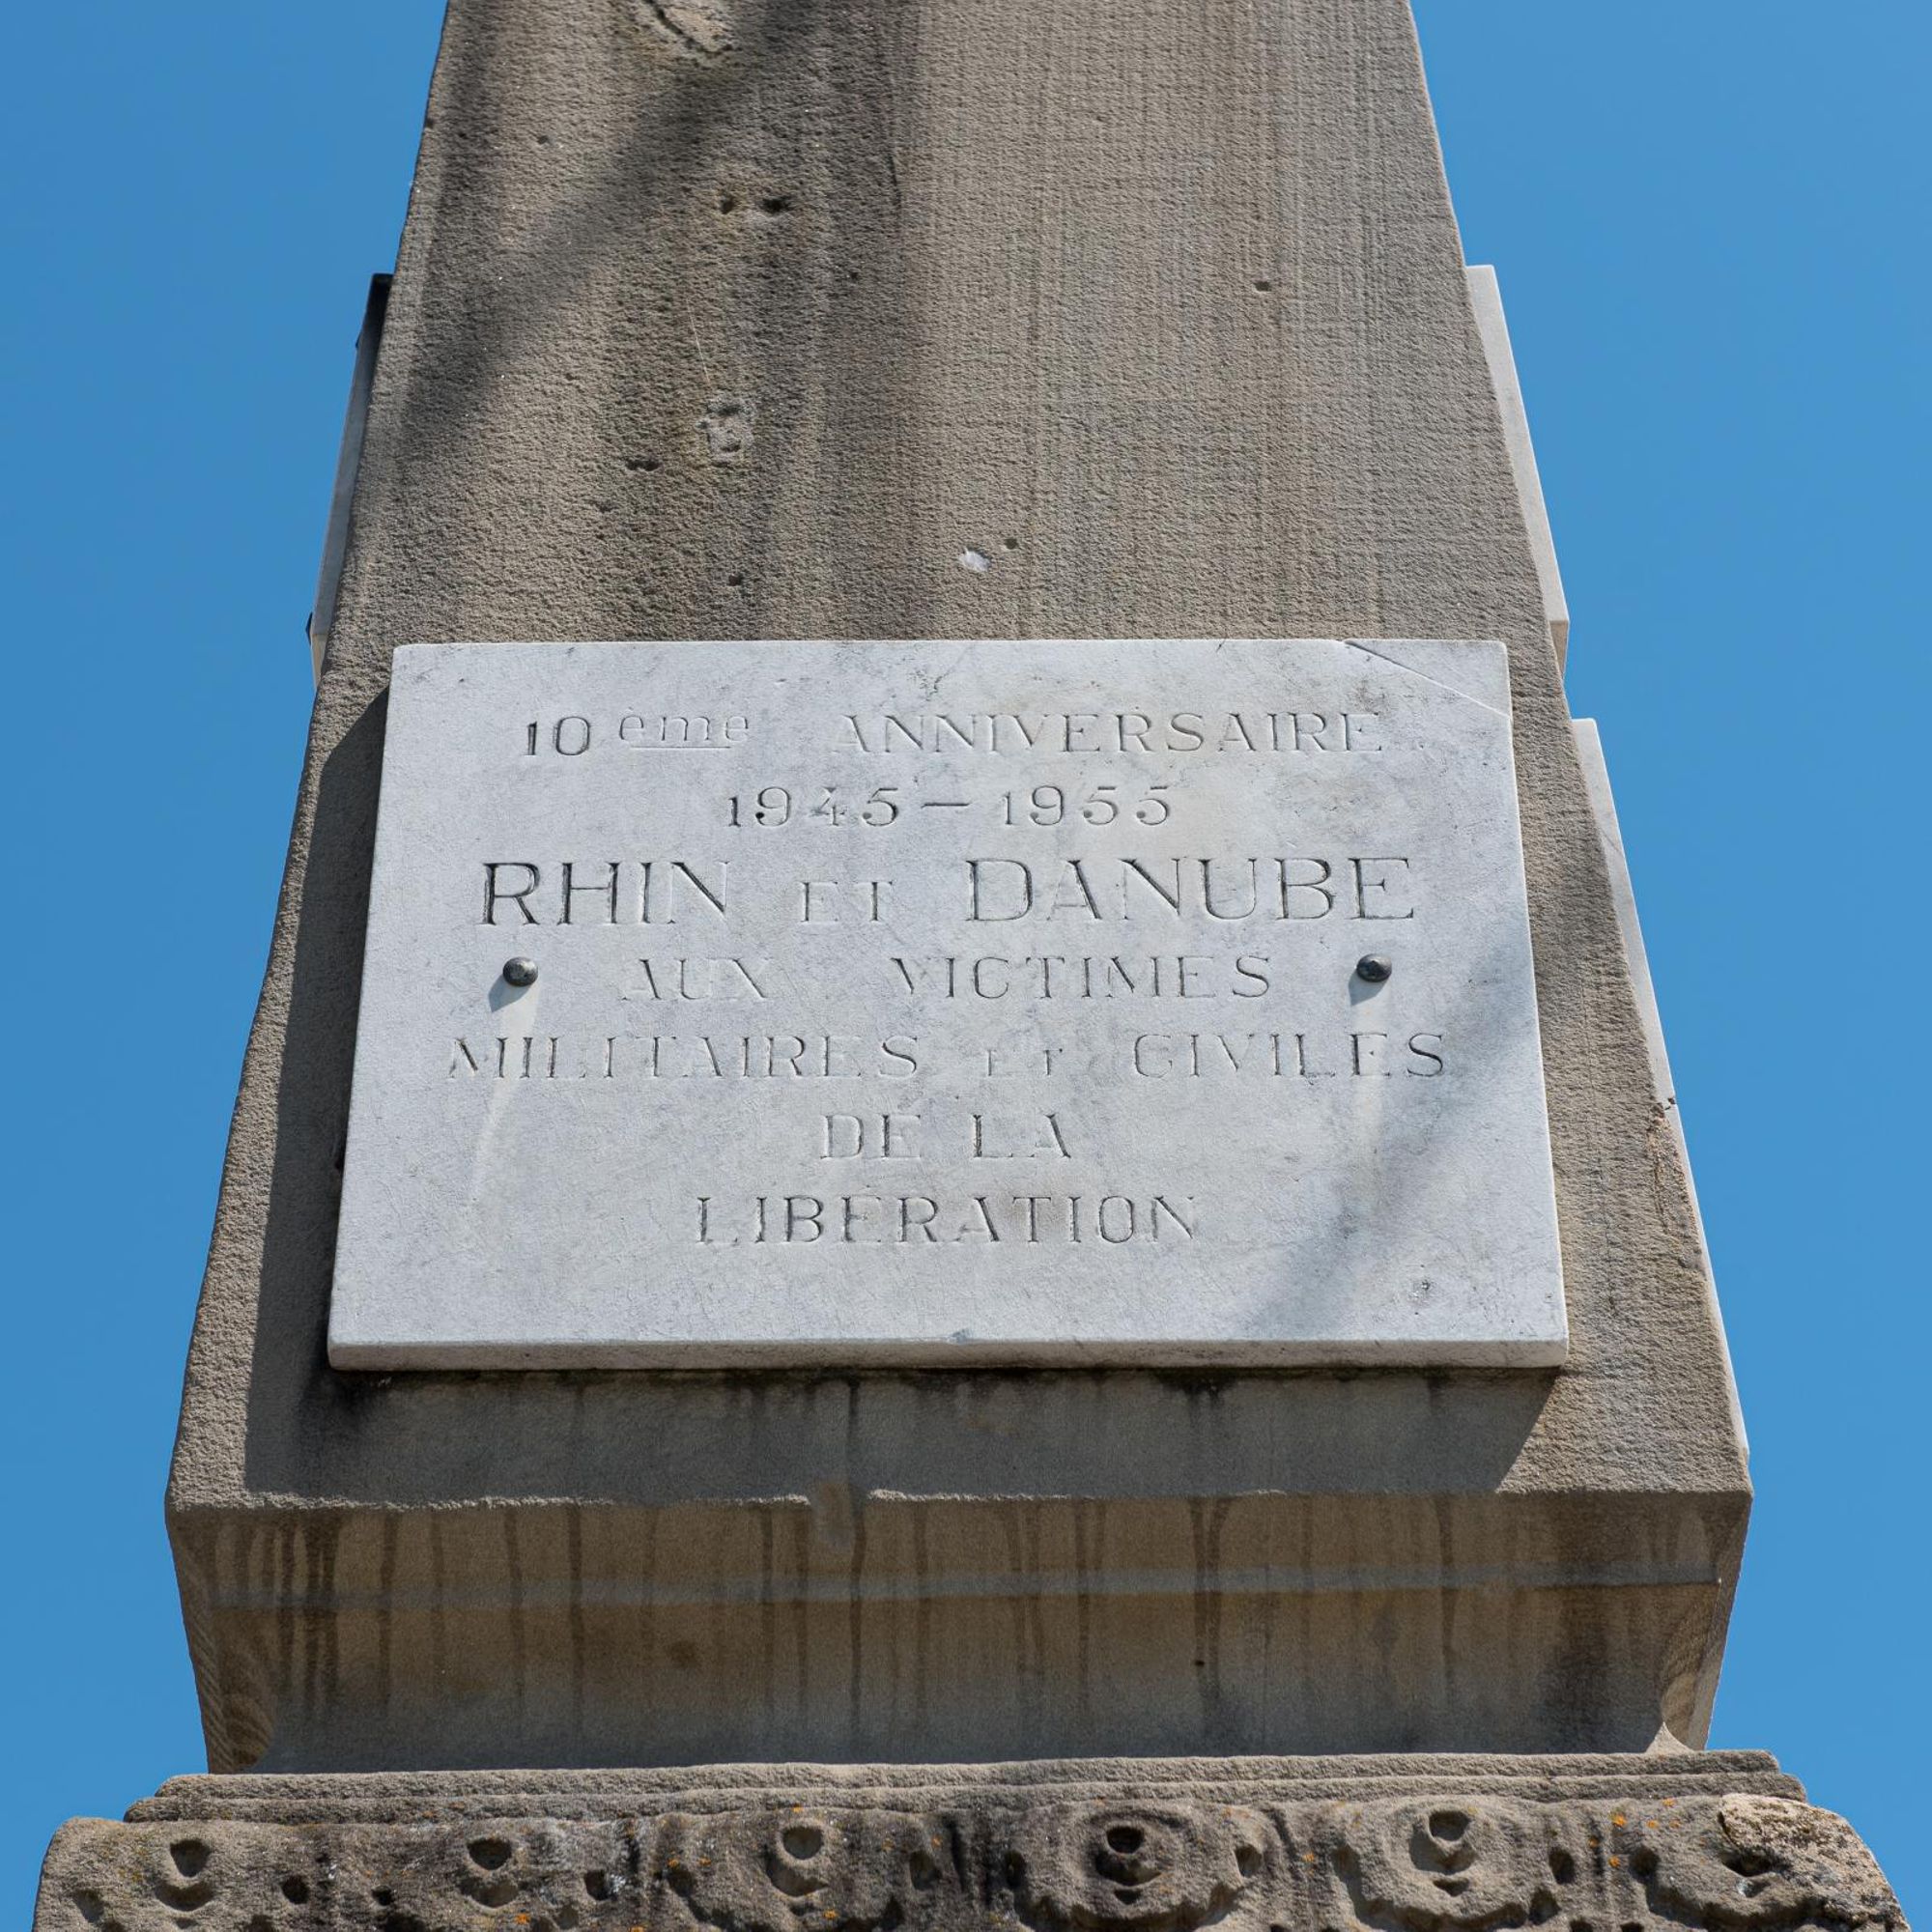 10ème ANNIVERSAIRE
1945 - 1955
RHIN ET DANUBE
AUX VICTIMES
MILITAIRES ET CIVILES
DE LA
LIBÉRATION